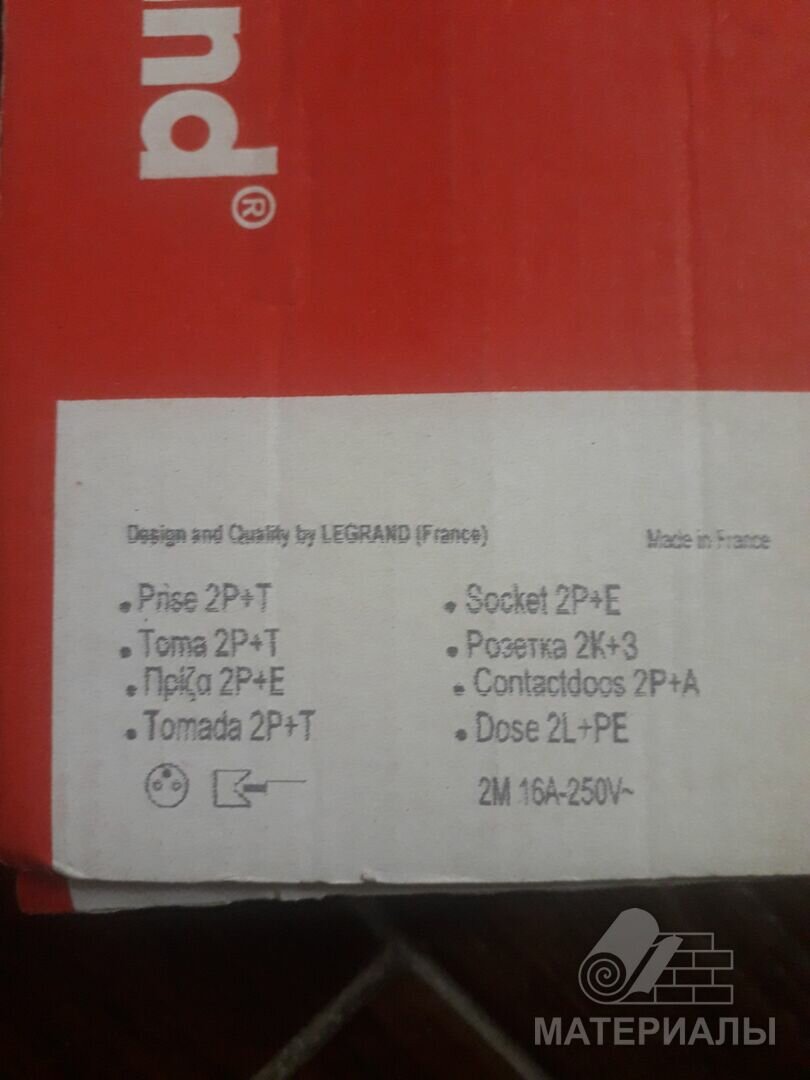 nd®
Design and Quality by LEGRAND (France)
Made in France
• Prise 2P+T
• Toma 2P+T
• Πρίζα 2P+E
• Tomada 2P+T
• Socket 2P+E
• Розетка 2К+З
• Contactdoos 2P+A
• Dose 2L+PE
2M 16A-250V~
МАТЕРИАЛЫ